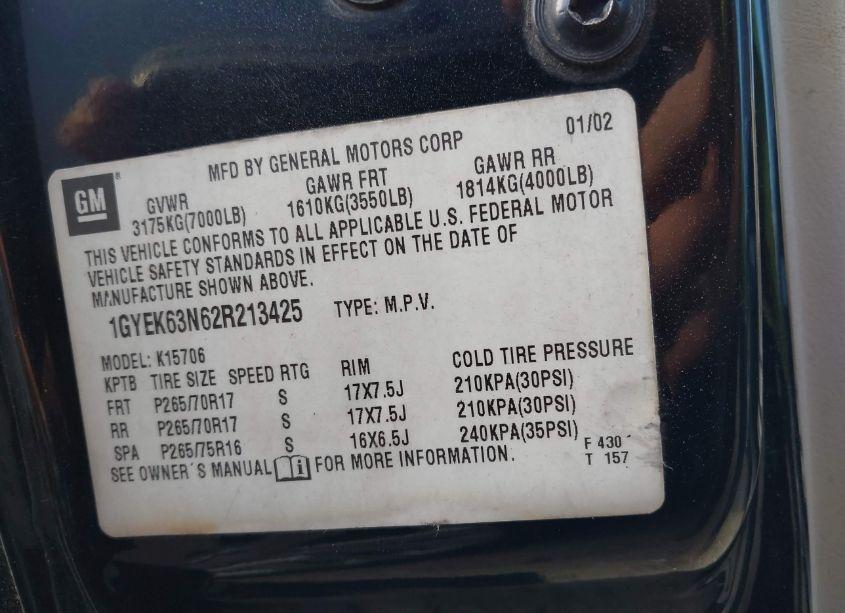 01/02
MFD BY GENERAL MOTORS CORP
GM
GVWR GAWR FRT GAWR RR
3175KG(7000LB) 1610KG(3550LB) 1814KG(4000LB)
THIS VEHICLE CONFORMS TO ALL APPLICABLE U.S. FEDERAL MOTOR
VEHICLE SAFETY STANDARDS IN EFFECT ON THE DATE OF
MANUFACTURE SHOWN ABOVE.
1GYEK63N62R213425 TYPE: M.P.V.
MODEL: K15706
KPTB TIRE SIZE SPEED RTG RIM COLD TIRE PRESSURE
FRT P265/70R17 S 17X7.5J 210KPA(30PSI)
RR P265/70R17 S 17X7.5J 210KPA(30PSI)
SPA P265/75R16 S 16X6.5J 240KPA(35PSI)
F 430
SEE OWNER'S MANUAL i FOR MORE INFORMATION.
T 157